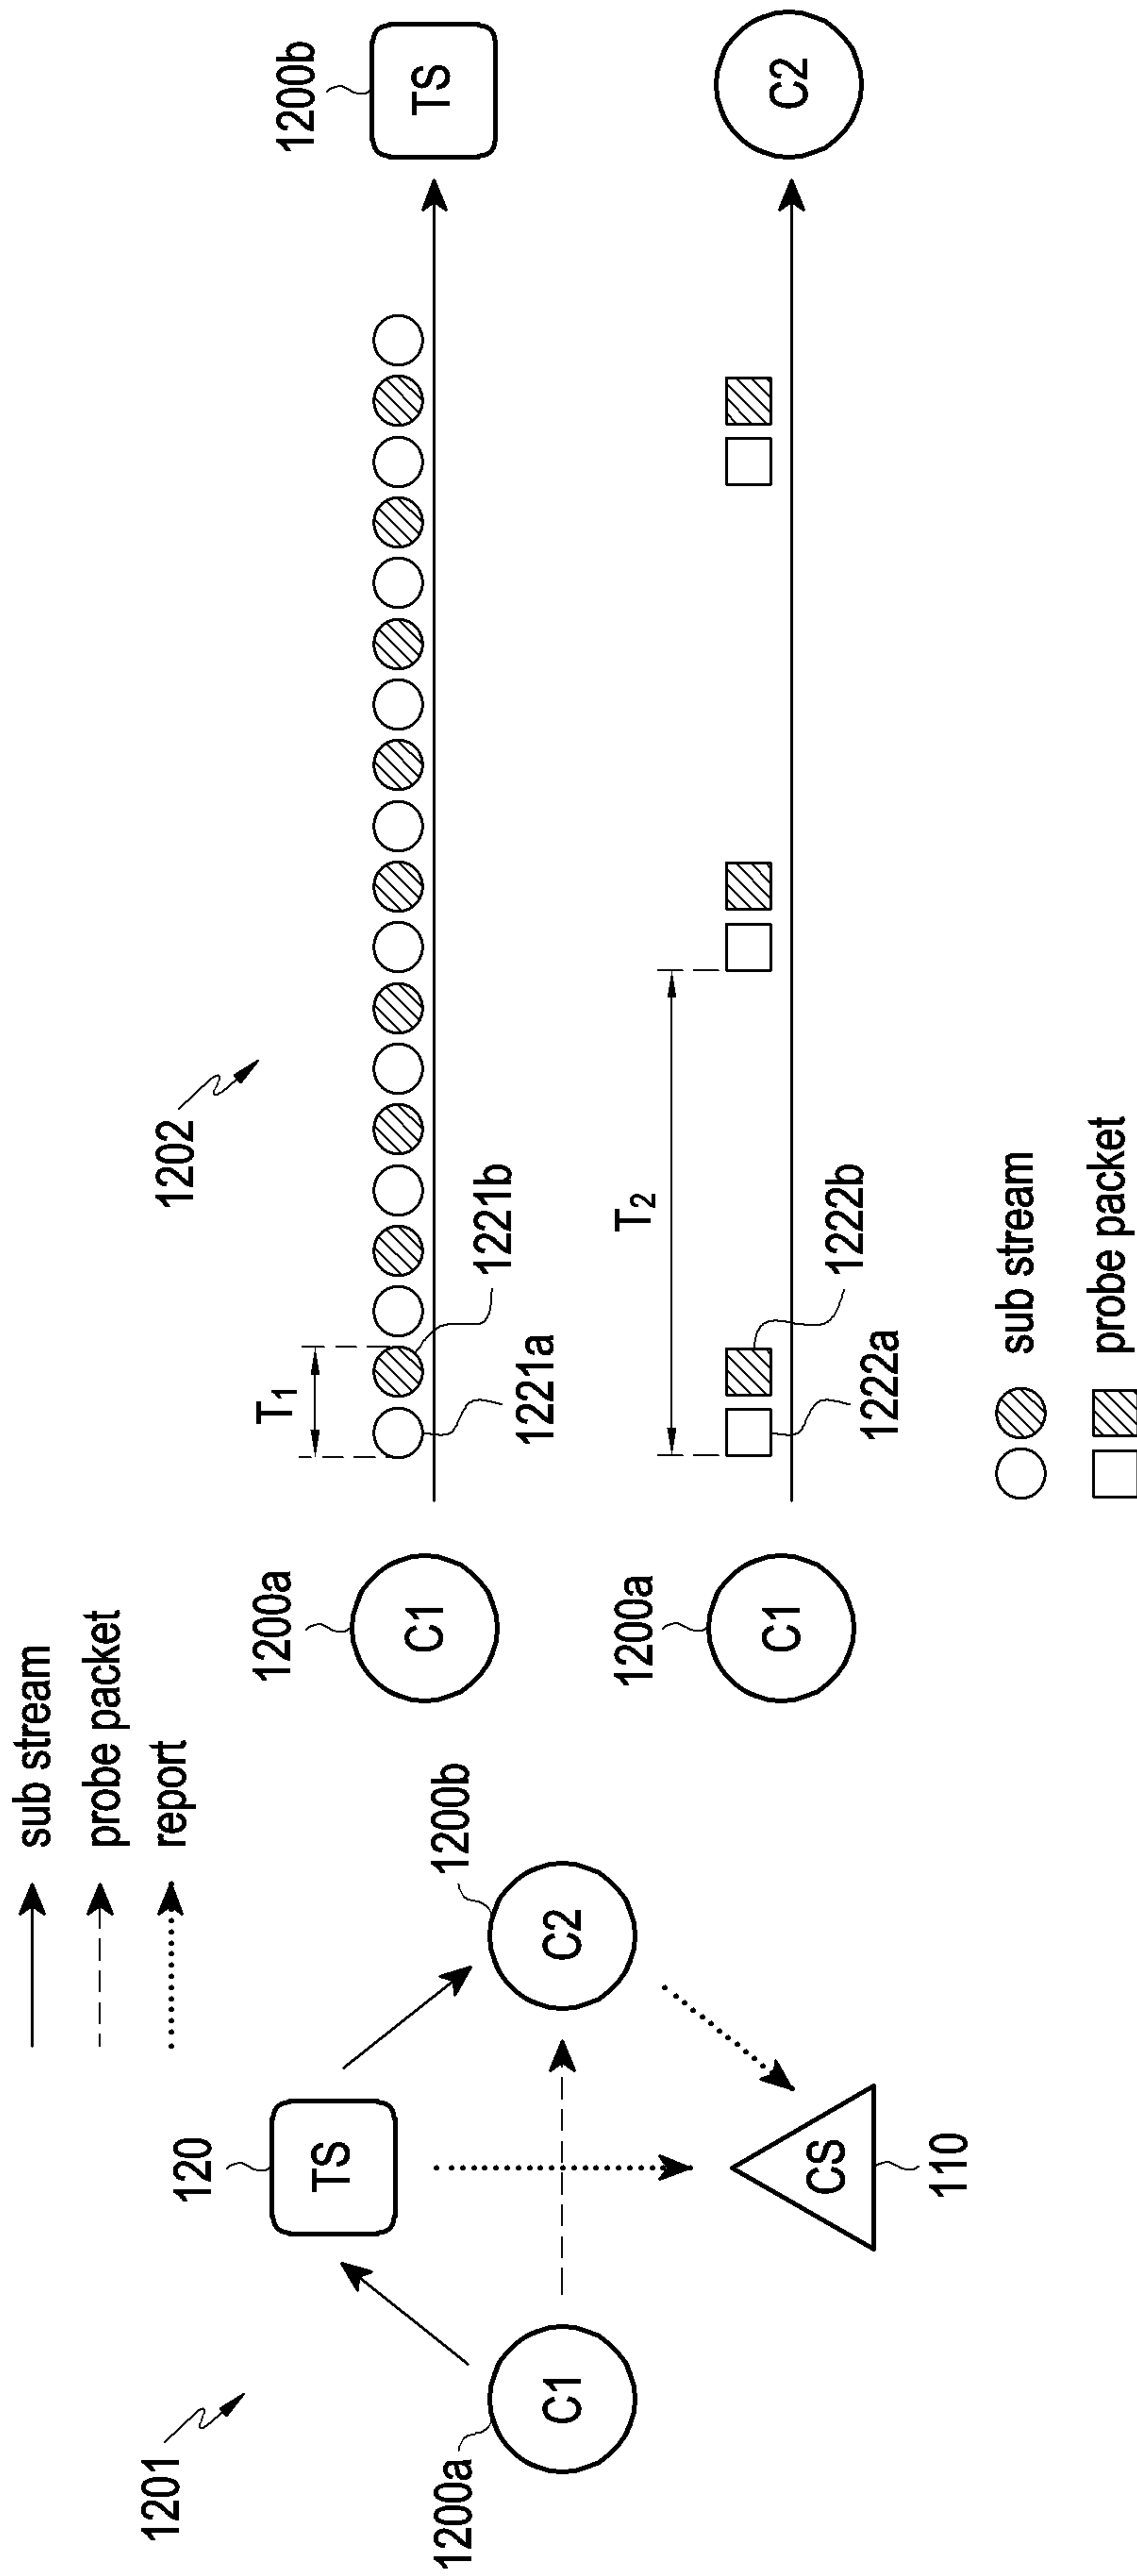 1201
sub stream
probe packet
report
120
TS
1200a
C1
1200b
C2
CS
110
1202
1200a
C1
T1
1221a
1221b
1200b
TS
1200a
C1
T2
1222a
1222b
C2
sub stream
probe packet